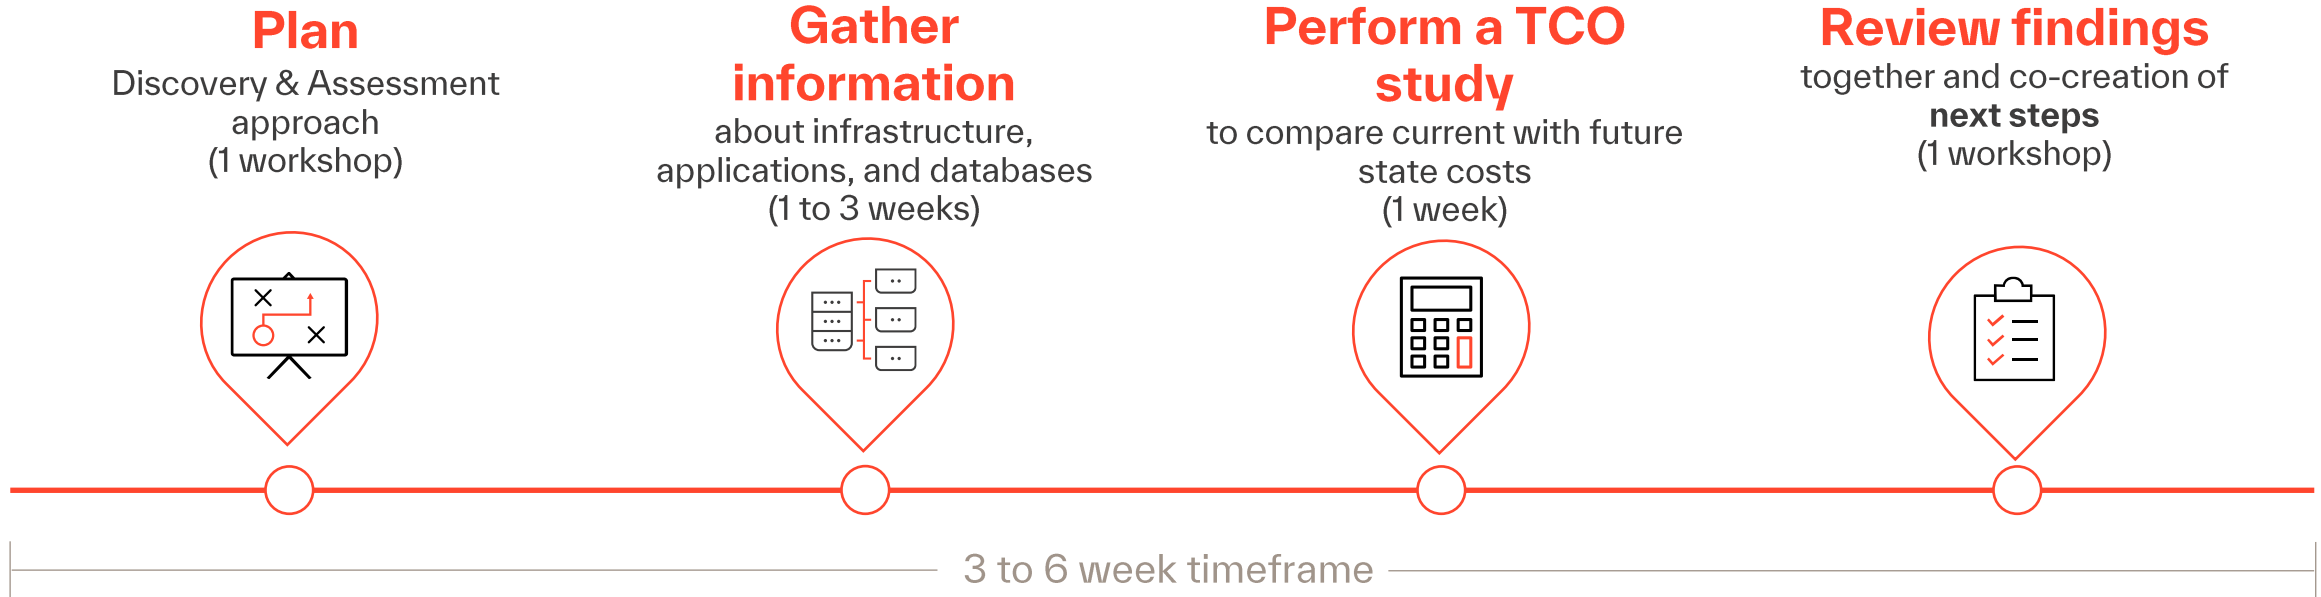 Plan
Discovery & Assessment
approach
(1 workshop)
Gather
information
about infrastructure,
applications, and databases
(1 to 3 weeks)
Perform a TCO
study
to compare current with future
state costs
(1 week)
Review findings
together and co-creation of
next steps
(1 workshop)
3 to 6 week timeframe